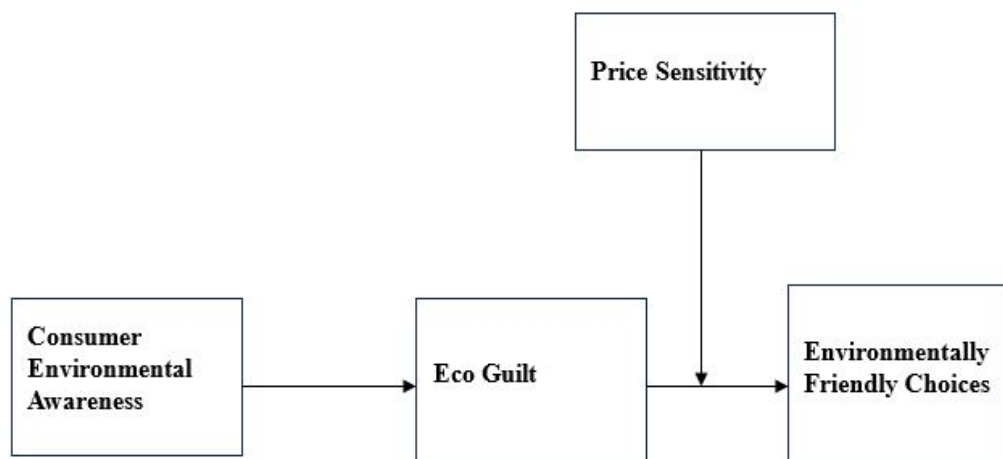 Price Sensitivity
Consumer
Environmental
Awareness
Eco Guilt
Environmentally
Friendly Choices